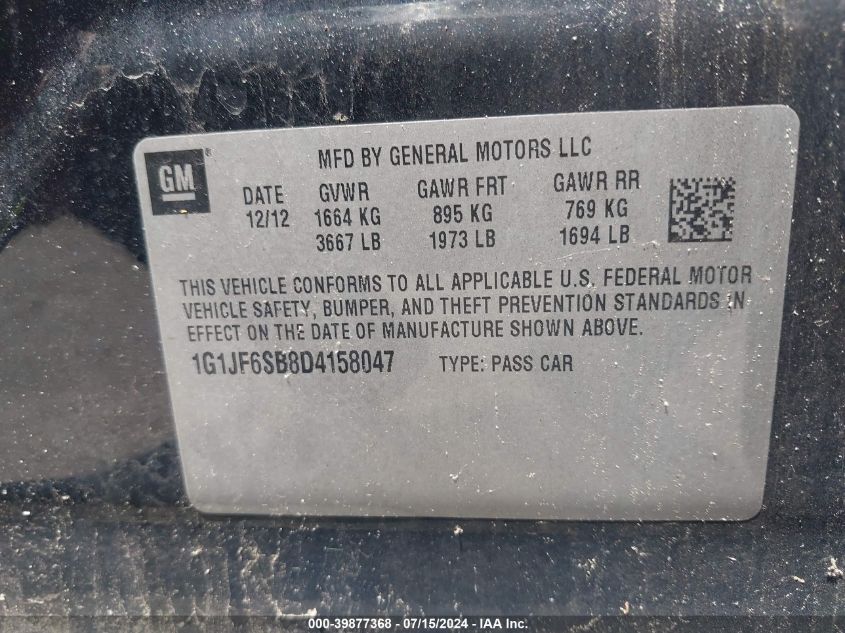 GM ®
MFD BY GENERAL MOTORS LLC
DATE GVWR GAWR FRT GAWR RR
12/12 1664 KG 895 KG 769 KG
3667 LB 1973 LB 1694 LB
THIS VEHICLE CONFORMS TO ALL APPLICABLE U.S. FEDERAL MOTOR
VEHICLE SAFETY, BUMPER, AND THEFT PREVENTION STANDARDS IN
EFFECT ON THE DATE OF MANUFACTURE SHOWN ABOVE.
1G1JF6SB8D4158047 TYPE: PASS CAR
000-39877368 - 07/15/2024 - IAA Inc.